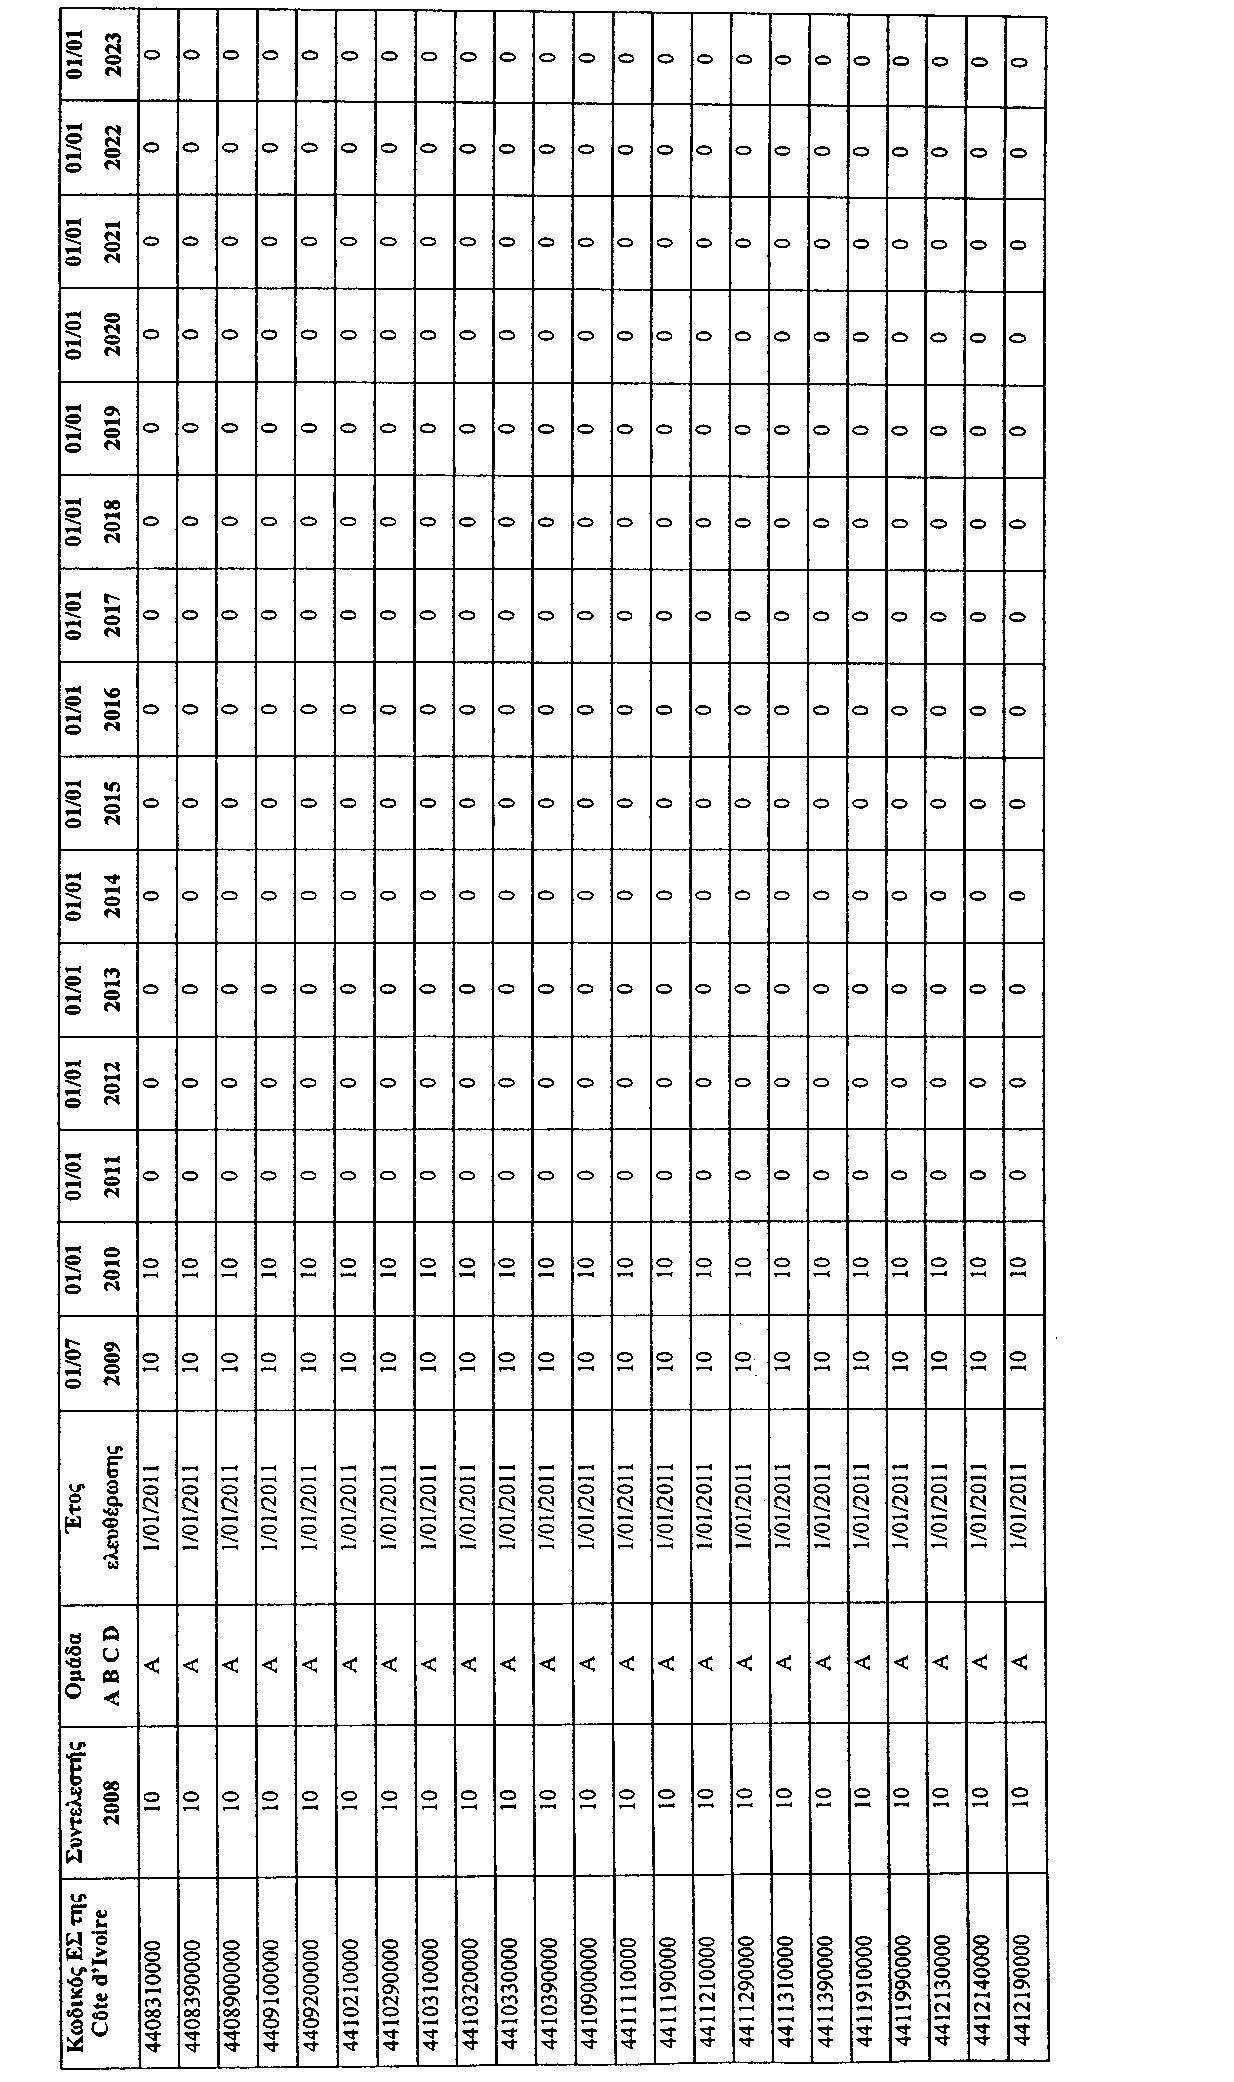 Κωδικός ΕΣ της Côte d'Ivoire Συντελεστής 2008 Ομάδα A B C D Έτος ελευθέρωσης 01/07 2009 01/01 2010 01/01 2011 01/01 2012 01/01 2013 01/01 2014 01/01 2015 01/01 2016 01/01 2017 01/01 2018 01/01 2019 01/01 2020 01/01 2021 01/01 2022 01/01 2023
4408310000 10 A 1/01/2011 10 10 0 0 0 0 0 0 0 0 0 0 0 0 0
4408390000 10 A 1/01/2011 10 10 0 0 0 0 0 0 0 0 0 0 0 0 0
4408900000 10 A 1/01/2011 10 10 0 0 0 0 0 0 0 0 0 0 0 0 0
4409100000 10 A 1/01/2011 10 10 0 0 0 0 0 0 0 0 0 0 0 0 0
4409200000 10 A 1/01/2011 10 10 0 0 0 0 0 0 0 0 0 0 0 0 0
4410210000 10 A 1/01/2011 10 10 0 0 0 0 0 0 0 0 0 0 0 0 0
4410290000 10 A 1/01/2011 10 10 0 0 0 0 0 0 0 0 0 0 0 0 0
4410310000 10 A 1/01/2011 10 10 0 0 0 0 0 0 0 0 0 0 0 0 0
4410320000 10 A 1/01/2011 10 10 0 0 0 0 0 0 0 0 0 0 0 0 0
4410330000 10 A 1/01/2011 10 10 0 0 0 0 0 0 0 0 0 0 0 0 0
4410390000 10 A 1/01/2011 10 10 0 0 0 0 0 0 0 0 0 0 0 0 0
4410900000 10 A 1/01/2011 10 10 0 0 0 0 0 0 0 0 0 0 0 0 0
4411110000 10 A 1/01/2011 10 10 0 0 0 0 0 0 0 0 0 0 0 0 0
4411190000 10 A 1/01/2011 10 10 0 0 0 0 0 0 0 0 0 0 0 0 0
4411210000 10 A 1/01/2011 10 10 0 0 0 0 0 0 0 0 0 0 0 0 0
4411290000 10 A 1/01/2011 10 10 0 0 0 0 0 0 0 0 0 0 0 0 0
4411310000 10 A 1/01/2011 10 10 0 0 0 0 0 0 0 0 0 0 0 0 0
4411390000 10 A 1/01/2011 10 10 0 0 0 0 0 0 0 0 0 0 0 0 0
4411910000 10 A 1/01/2011 10 10 0 0 0 0 0 0 0 0 0 0 0 0 0
4411990000 10 A 1/01/2011 10 10 0 0 0 0 0 0 0 0 0 0 0 0 0
4412130000 10 A 1/01/2011 10 10 0 0 0 0 0 0 0 0 0 0 0 0 0
4412140000 10 A 1/01/2011 10 10 0 0 0 0 0 0 0 0 0 0 0 0 0
4412190000 10 A 1/01/2011 10 10 0 0 0 0 0 0 0 0 0 0 0 0 0